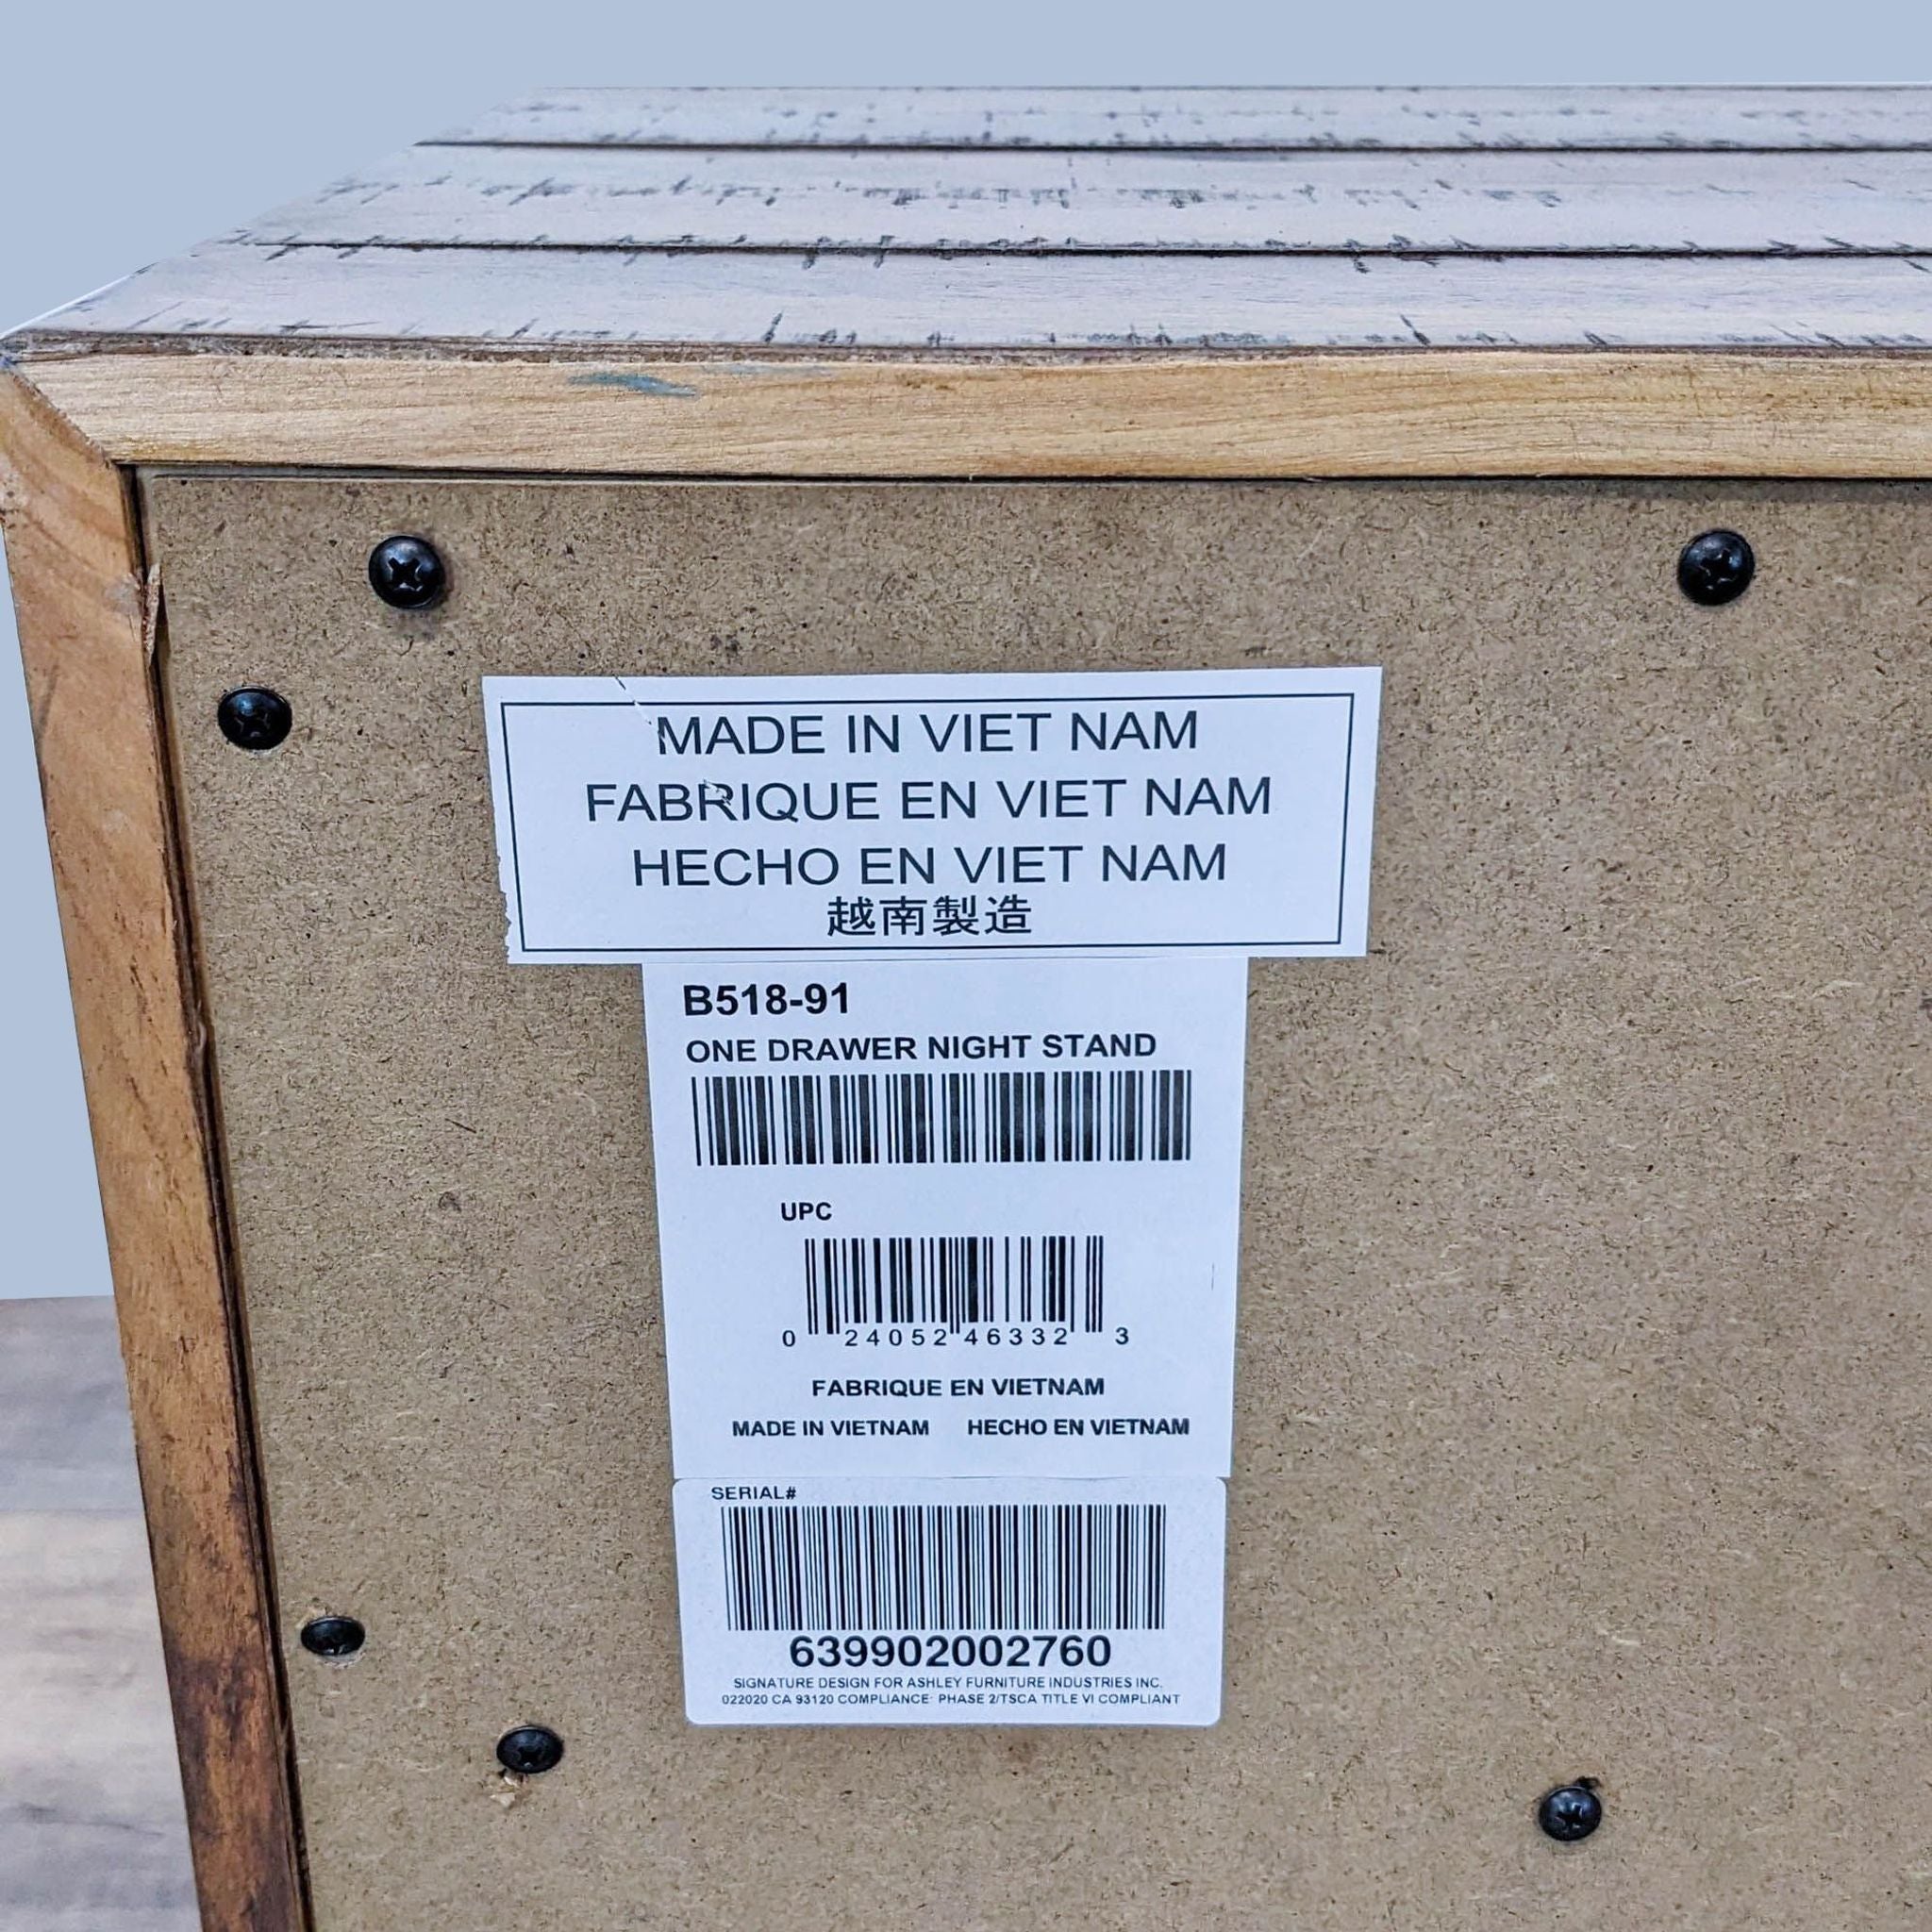 MADE IN VIET NAM
FABRIQUE EN VIET NAM
HECHO EN VIET NAM
越南製造
B518-91
ONE DRAWER NIGHT STAND
UPC
0 24052 46332 3
FABRIQUE EN VIETNAM
MADE IN VIETNAM HECHO EN VIETNAM
SERIAL#
639902002760
SIGNATURE DESIGN FOR ASHLEY FURNITURE INDUSTRIES INC.
022020 CA 93120 COMPLIANCE: PHASE 2/TSCA TITLE VI COMPLIANT